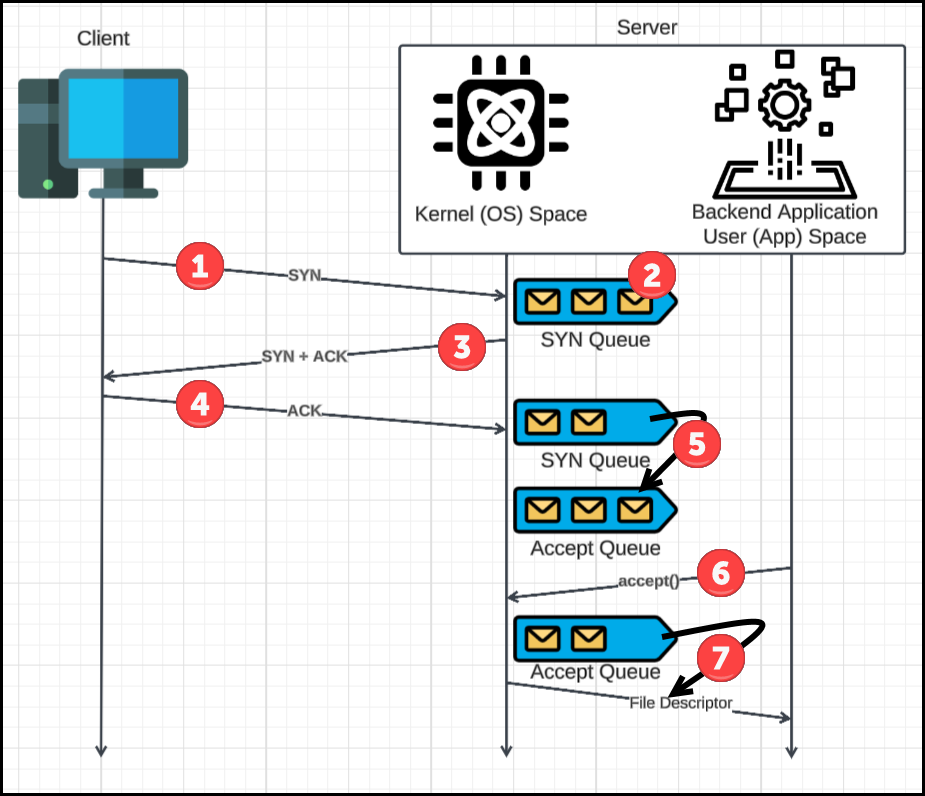 Client
Server
Kernel (OS) Space
Backend Application
User (App) Space
1
SYN
2
SYN Queue
3
SYN + ACK
4
ACK
SYN Queue
5
Accept Queue
6
accept()
Accept Queue
7
File Descriptor